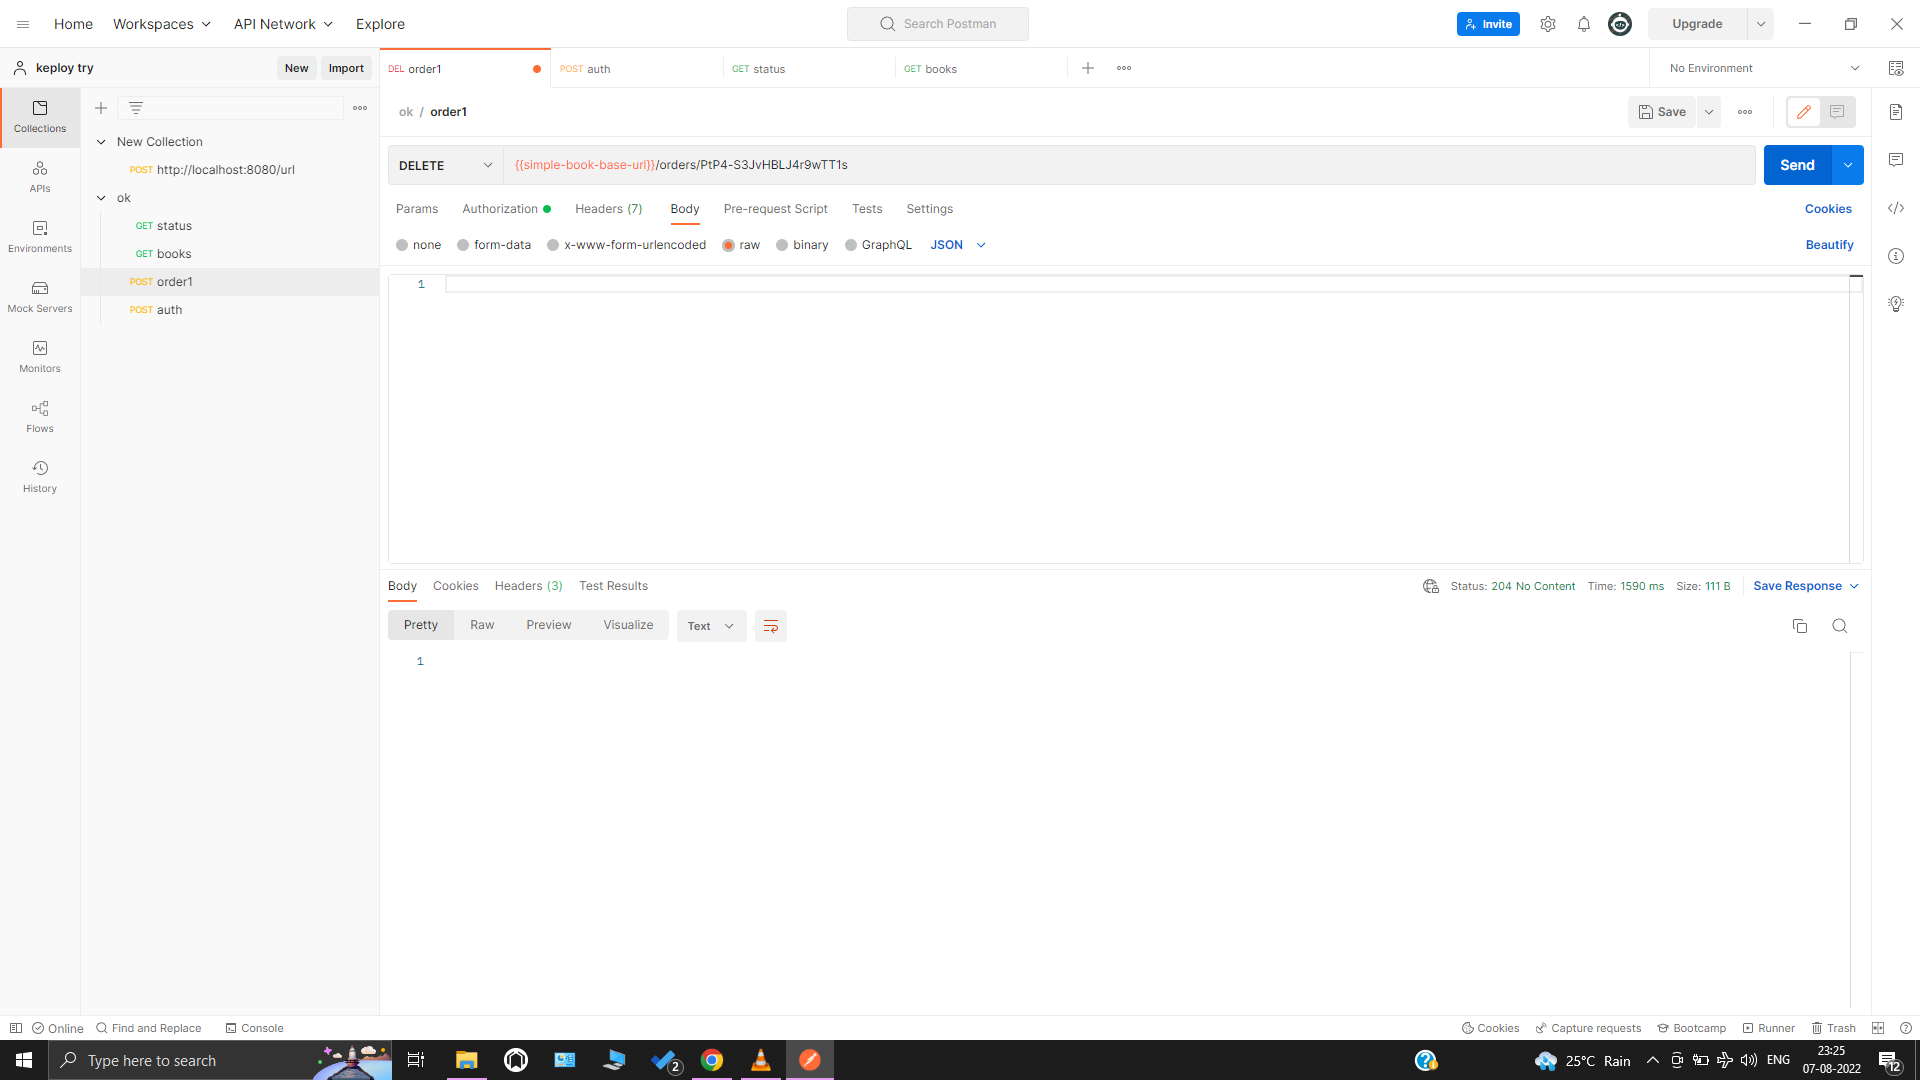 Home Workspaces API Network Explore Search Postman Invite Upgrade
keploy try New Import DEL order1 POST auth GET status GET books No Environment
Collections
APIs
Environments
Mock Servers
Monitors
Flows
History
New Collection
POST http://localhost:8080/url
ok
GET status
GET books
POST order1
POST auth
ok / order1 Save
DELETE {{simple-book-base-url}}/orders/PtP4-S3JvHBLJ4r9wTT1s Send
Params Authorization Headers (7) Body Pre-request Script Tests Settings Cookies
none form-data x-www-form-urlencoded raw binary GraphQL JSON Beautify
1
Body Cookies Headers (3) Test Results Status: 204 No Content Time: 1590 ms Size: 111 B Save Response
Pretty Raw Preview Visualize Text
1
Online Find and Replace Console Cookies Capture requests Bootcamp Runner Trash
Type here to search 2 25°C Rain ENG 23:25 12
07-08-2022